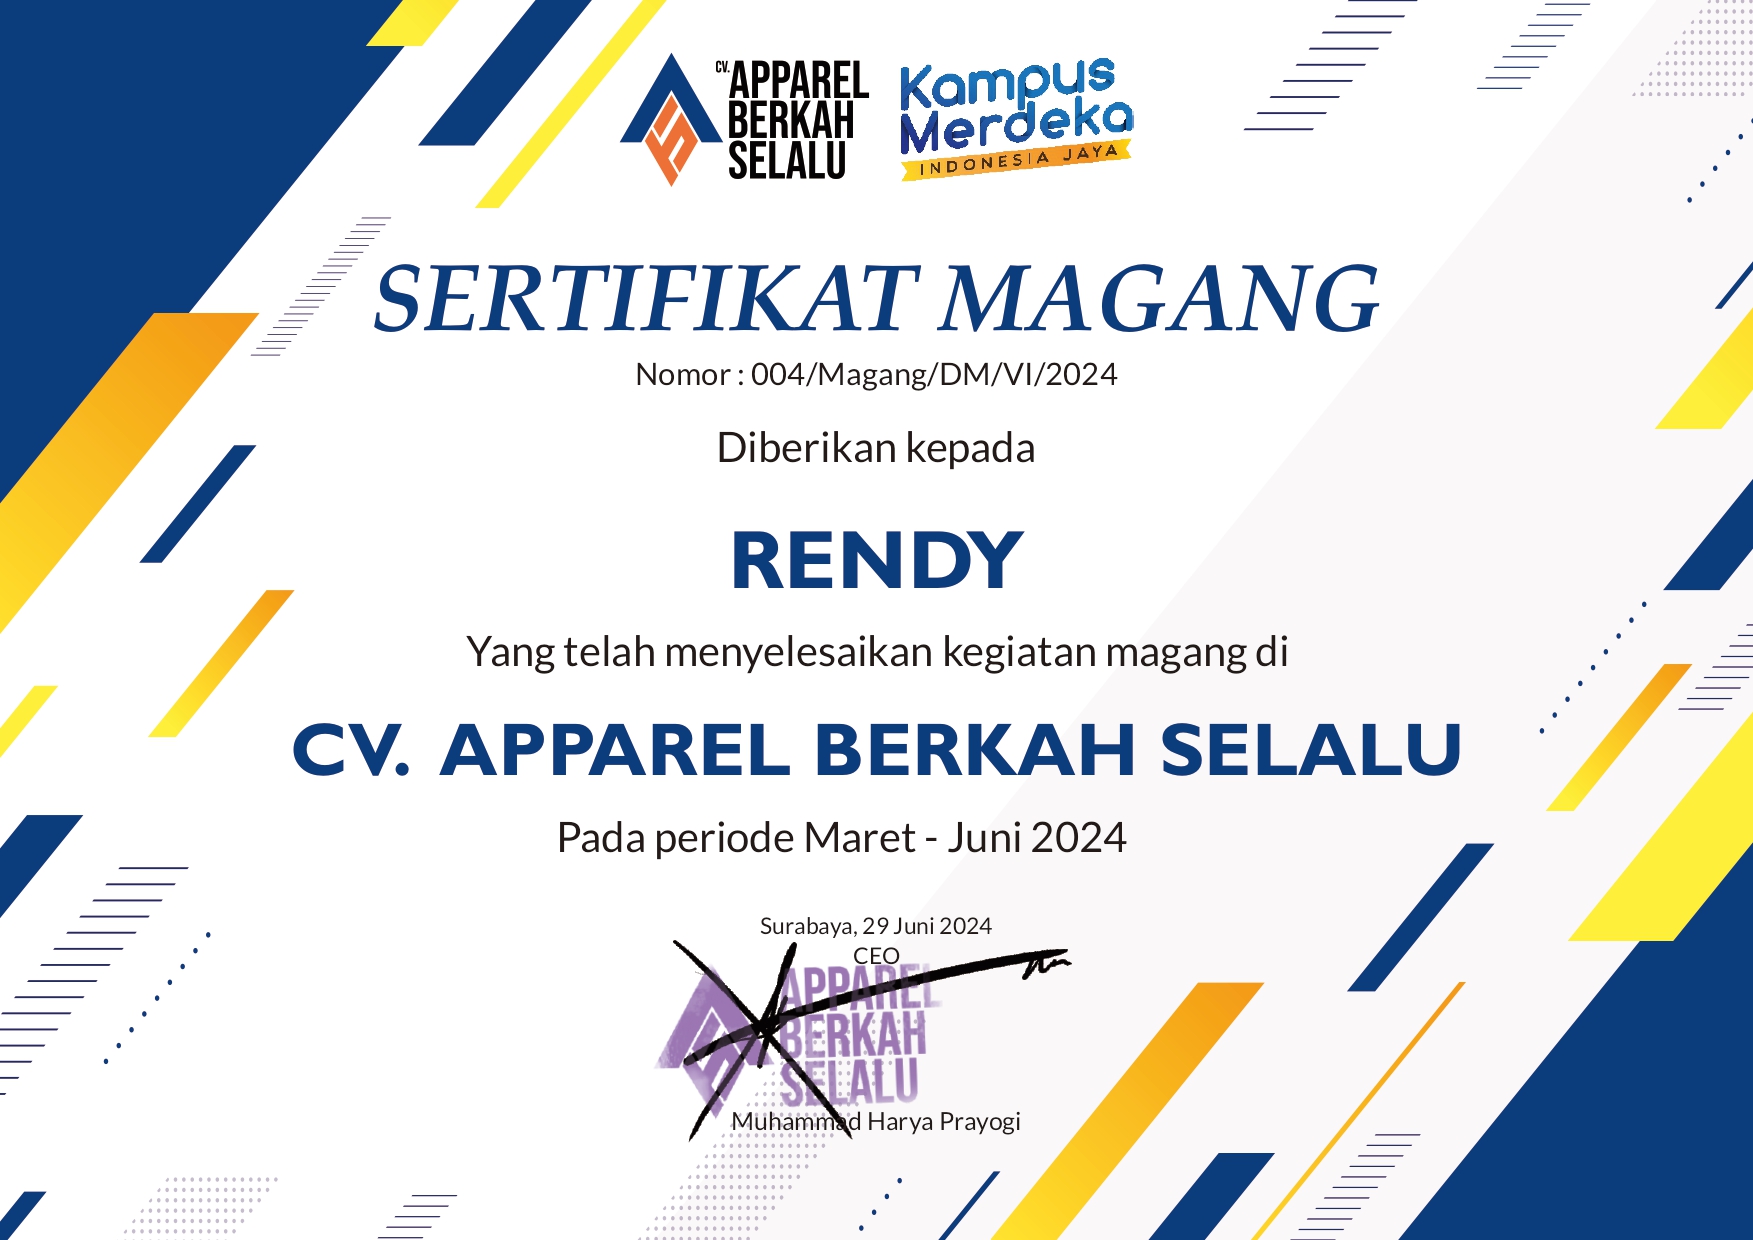 CV. APPAREL
BERKAH
SELALU
Kampus
Merdeka
INDONESIA JAYA
SERTIFIKAT MAGANG
Nomor : 004/Magang/DM/VI/2024
Diberikan kepada
RENDY
Yang telah menyelesaikan kegiatan magang di
CV. APPAREL BERKAH SELALU
Pada periode Maret - Juni 2024
Surabaya, 29 Juni 2024
CEO
APPAREL
BERKAH
SELALU
Muhammad Harya Prayogi